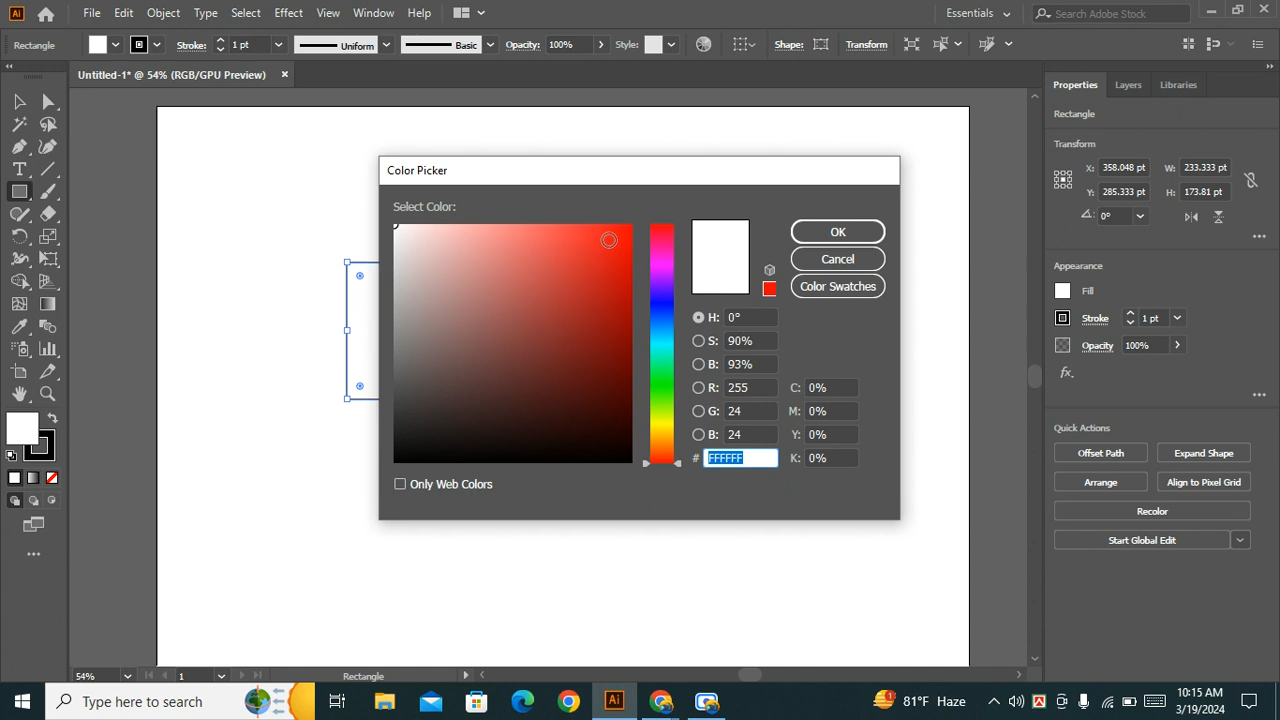 Ai File Edit Object Type Select Effect View Window Help Essentials Search Adobe Stock
Rectangle Stroke: 1 pt Uniform Basic Opacity: 100% Style: Shape: Transform
Untitled-1* @ 54% (RGB/GPU Preview) ×
Properties Layers Libraries
Rectangle
Transform
X: 358.048 pt W: 233.333 pt
Y: 285.333 pt H: 173.81 pt
0°
Appearance
Fill
Stroke 1 pt
Opacity 100%
fx.
Quick Actions
Offset Path Expand Shape
Arrange Align to Pixel Grid
Recolor
Start Global Edit
Color Picker
Select Color:
OK
Cancel
Color Swatches
H: 0°
S: 90%
B: 93%
R: 255 C: 0%
G: 24 M: 0%
B: 24 Y: 0%
# FFFFFF K: 0%
Only Web Colors
54% 1 Rectangle
Type here to search Ai 81°F Haze 10:15 AM
3/19/2024